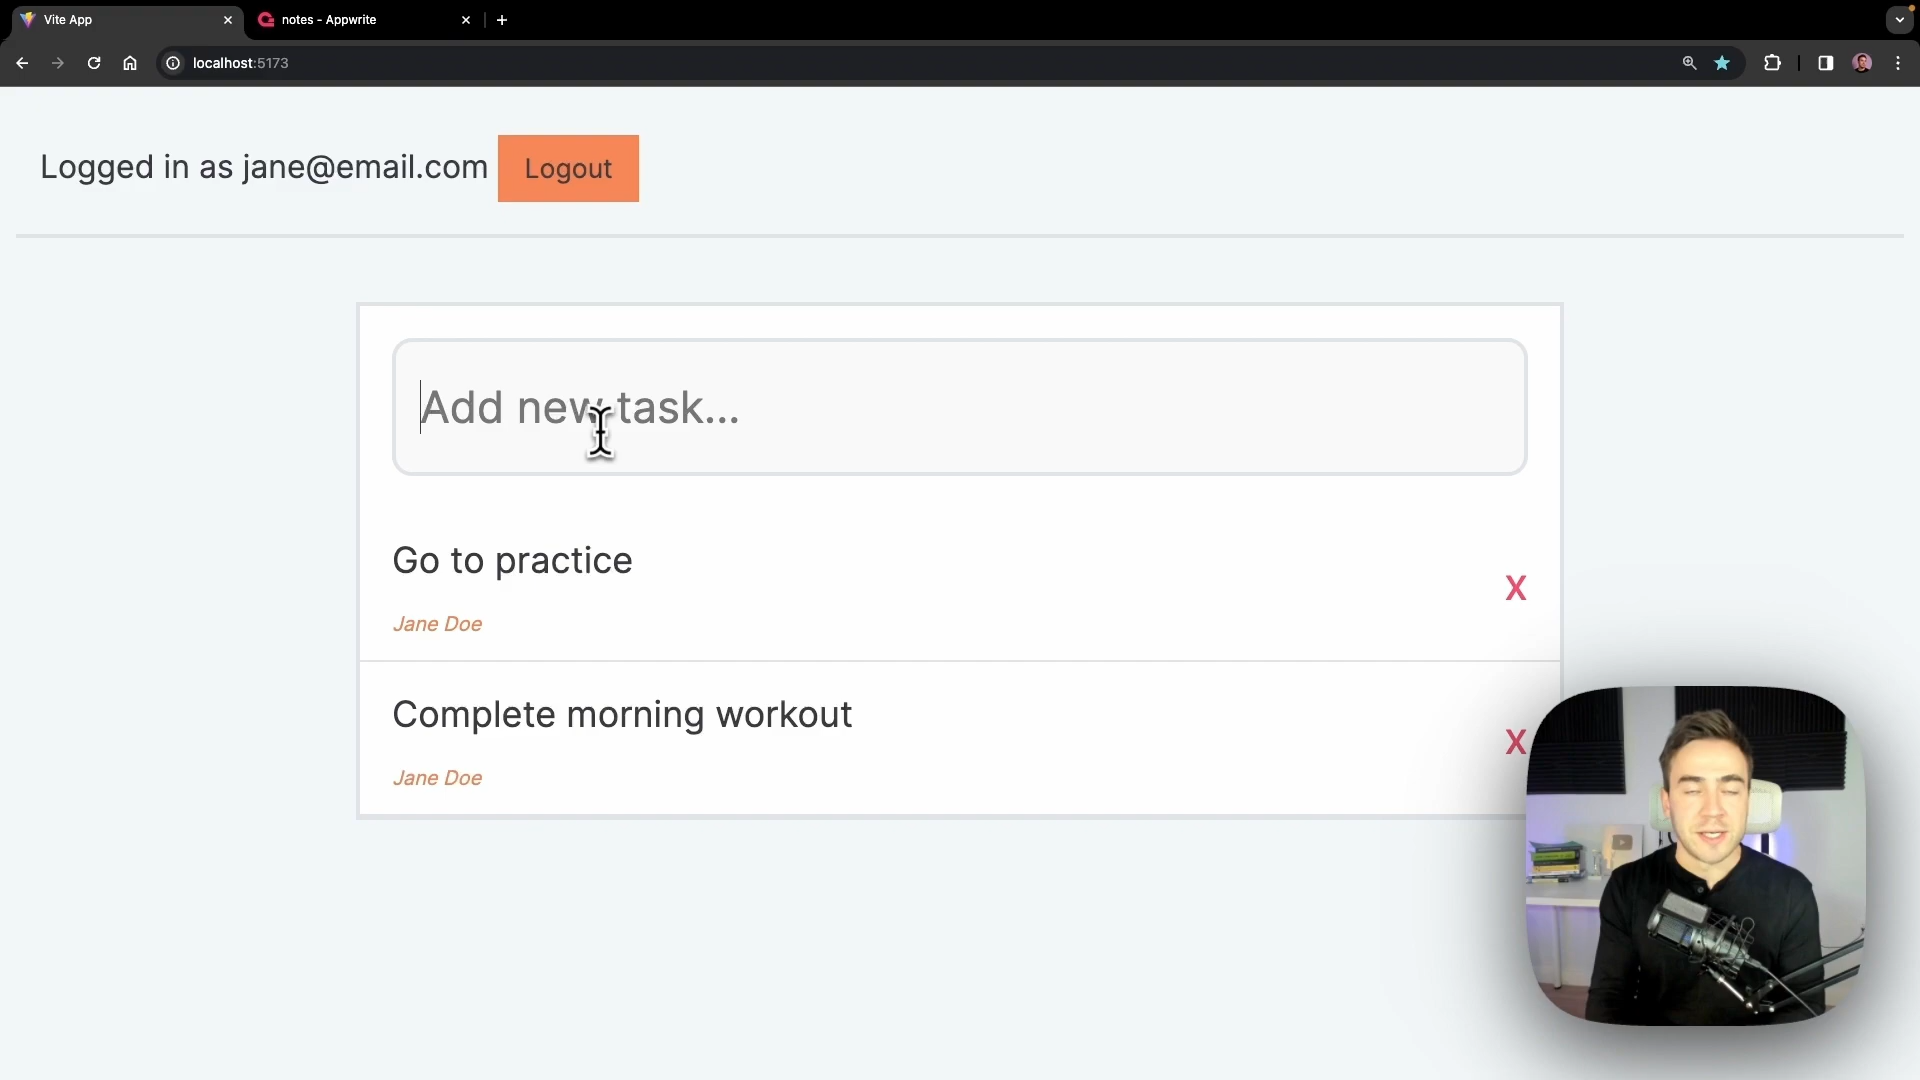 Vite App
notes - Appwrite
localhost:5173
Logged in as jane@email.com
Logout
Add new task...
Go to practice
X
Jane Doe
Complete morning workout
X
Jane Doe